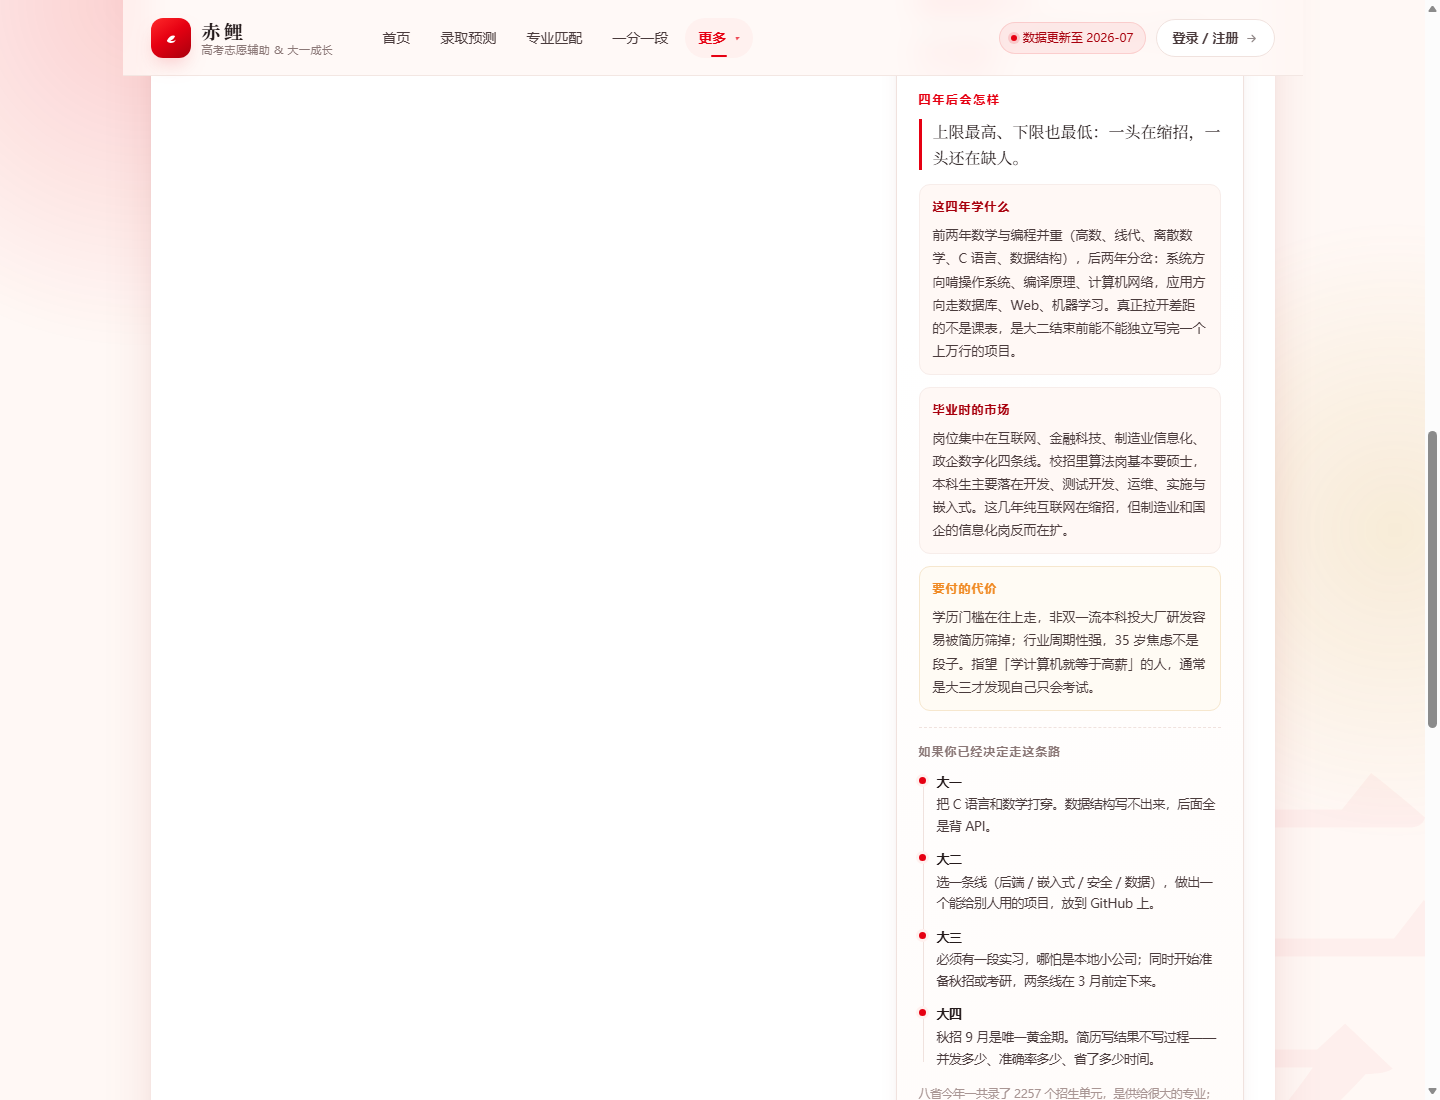 赤鲤
高考志愿辅助 & 大一成长
首页
录取预测
专业匹配
一分一段
更多
数据更新至 2026-07
登录 / 注册 →
四年后会怎样
上限最高、下限也最低：一头在缩招，一
头还在缺人。
这四年学什么
前两年数学与编程并重（高数、线代、离散数
学、C 语言、数据结构），后两年分岔：系统方
向啃操作系统、编译原理、计算机网络，应用方
向走数据库、Web、机器学习。真正拉开差距
的不是课表，是大二结束前能不能独立写完一个
上万行的项目。
毕业时的市场
岗位集中在互联网、金融科技、制造业信息化、
政企数字化四条线。校招里算法岗基本要硕士，
本科生主要落在开发、测试开发、运维、实施与
嵌入式。这几年纯互联网在缩招，但制造业和国
企的信息化岗反而在扩。
要付的代价
学历门槛在往上走，非双一流本科投大厂研发容
易被简历筛掉；行业周期性强，35 岁焦虑不是
段子。指望「学计算机就等于高薪」的人，通常
是大三才发现自己只会考试。
如果你已经决定走这条路
大一
把 C 语言和数学打穿。数据结构写不出来，后面全
是背 API。
大二
选一条线（后端 / 嵌入式 / 安全 / 数据），做出一
个能给别人用的项目，放到 GitHub 上。
大三
必须有一段实习，哪怕是本地小公司；同时开始准
备秋招或考研，两条线在 3 月前定下来。
大四
秋招 9 月是唯一黄金期。简历写结果不写过程——
并发多少、准确率多少、省了多少时间。
八省今年一共录了 2257 个招生单元，是供给很大的专业；